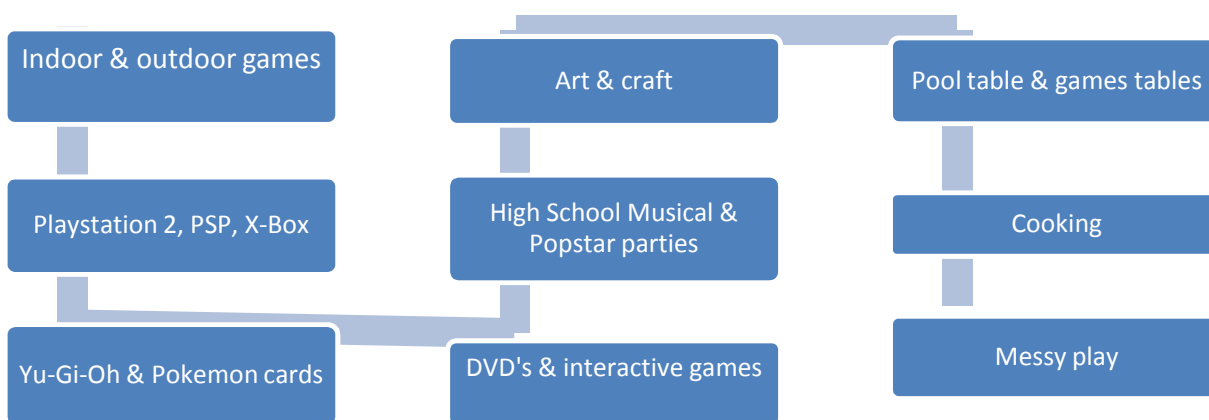 Indoor & outdoor games
Playstation 2, PSP, X-Box
Yu-Gi-Oh & Pokemon cards
DVD's & interactive games
High School Musical &
Popstar parties
Art & craft
Pool table & games tables
Cooking
Messy play